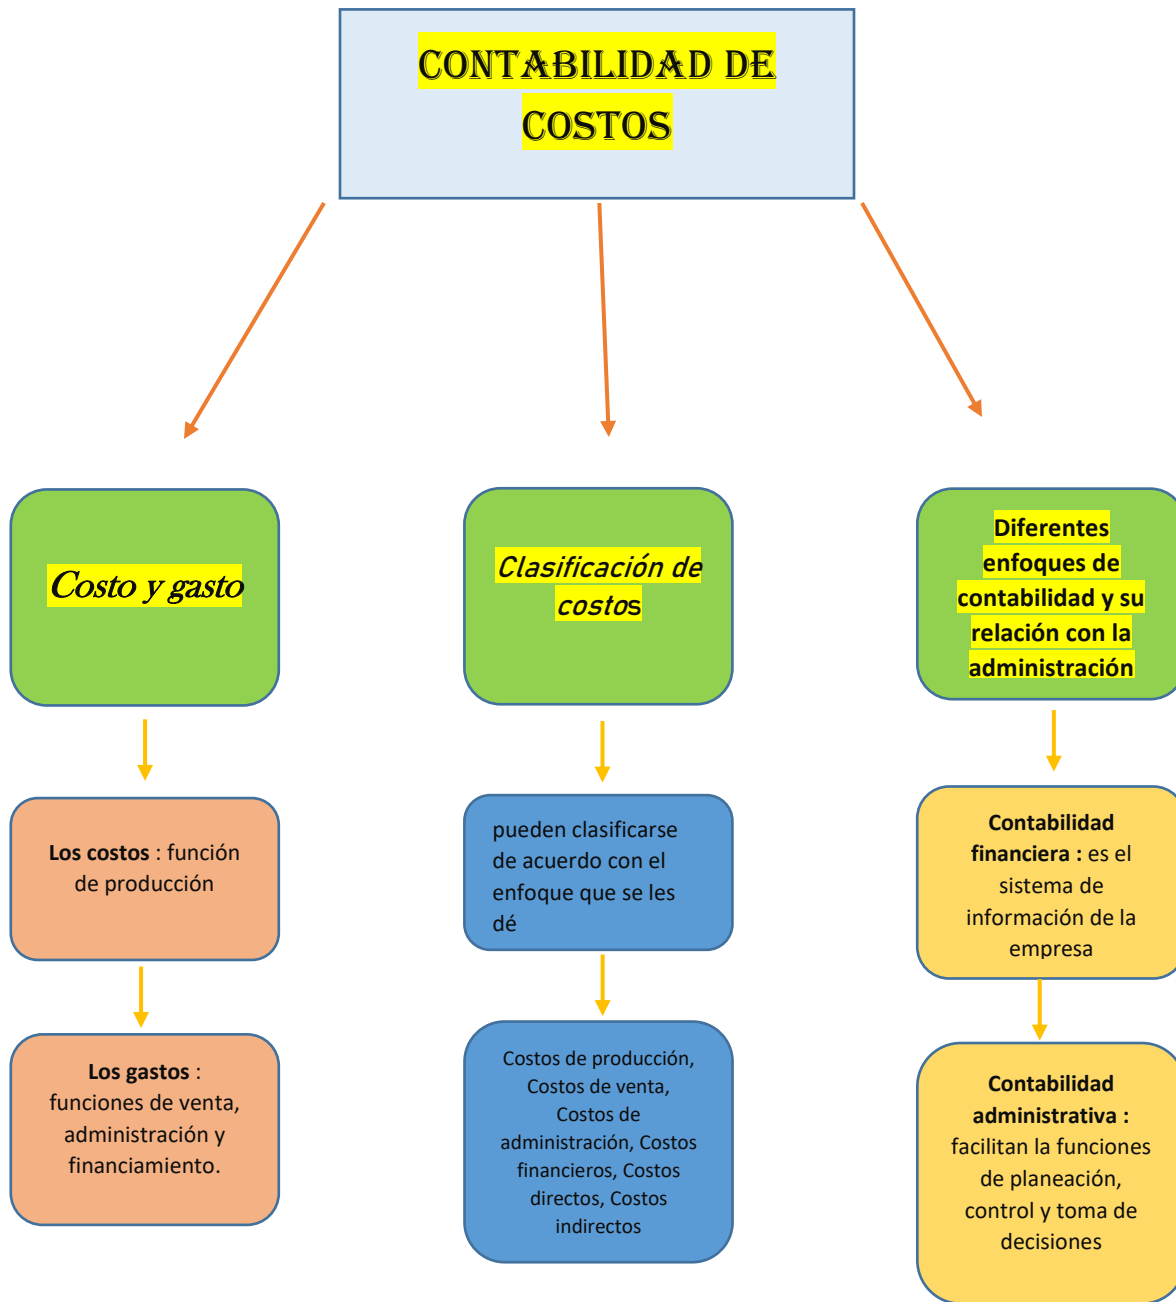 CONTABILIDAD DE
COSTOS
Costo y gasto
Los costos : función
de producción
Los gastos :
funciones de venta,
administración y
financiamiento.
Clasificación de
costos
pueden clasificarse
de acuerdo con el
enfoque que se les
dé
Costos de producción,
Costos de venta,
Costos de
administración, Costos
financieros, Costos
directos, Costos
indirectos
Diferentes
enfoques de
contabilidad y su
relación con la
administración
Contabilidad
financiera : es el
sistema de
información de la
empresa
Contabilidad
administrativa :
facilitan la funciones
de planeación,
control y toma de
decisiones